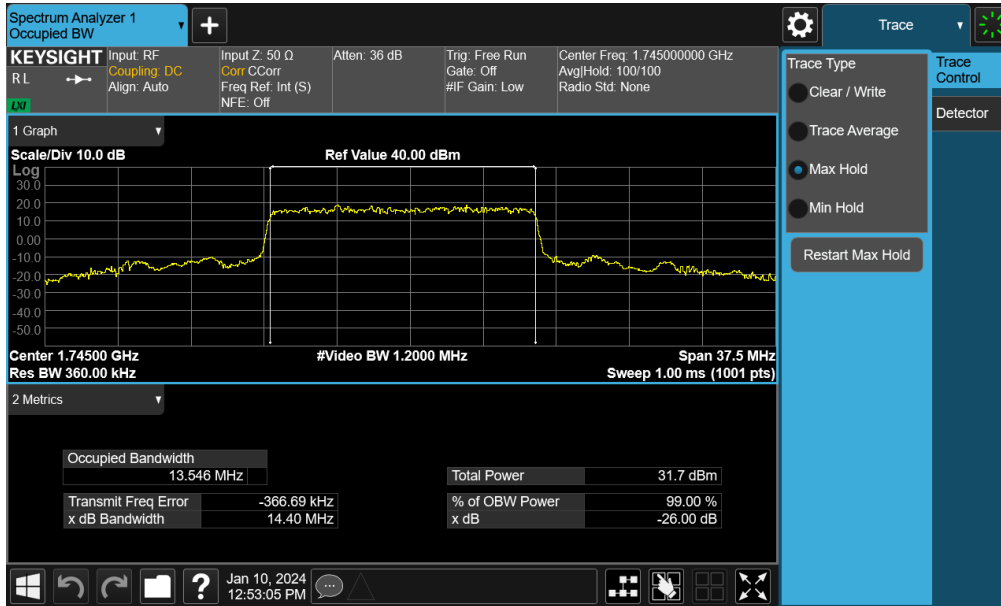 Spectrum Analyzer 1
Occupied BW
Trace
KEYSIGHT
Input: RF
Coupling: DC
Align: Auto
Input Z: 50 Ω
Corr CCorr
Freq Ref: Int (S)
NFE: Off
Atten: 36 dB
Trig: Free Run
Gate: Off
#IF Gain: Low
Center Freq: 1.745000000 GHz
Avg|Hold: 100/100
Radio Std: None
R L
LXI
1 Graph
Scale/Div 10.0 dB
Ref Value 40.00 dBm
Log
30.0
20.0
10.0
0.00
-10.0
-20.0
-30.0
-40.0
-50.0
Center 1.74500 GHz
#Video BW 1.2000 MHz
Span 37.5 MHz
Res BW 360.00 kHz
Sweep 1.00 ms (1001 pts)
2 Metrics
Occupied Bandwidth
13.546 MHz
Total Power 31.7 dBm
Transmit Freq Error -366.69 kHz
% of OBW Power 99.00 %
x dB Bandwidth 14.40 MHz
x dB -26.00 dB
Trace Type
Clear / Write
Trace Average
Max Hold
Min Hold
Restart Max Hold
Trace
Control
Detector
?
Jan 10, 2024
12:53:05 PM